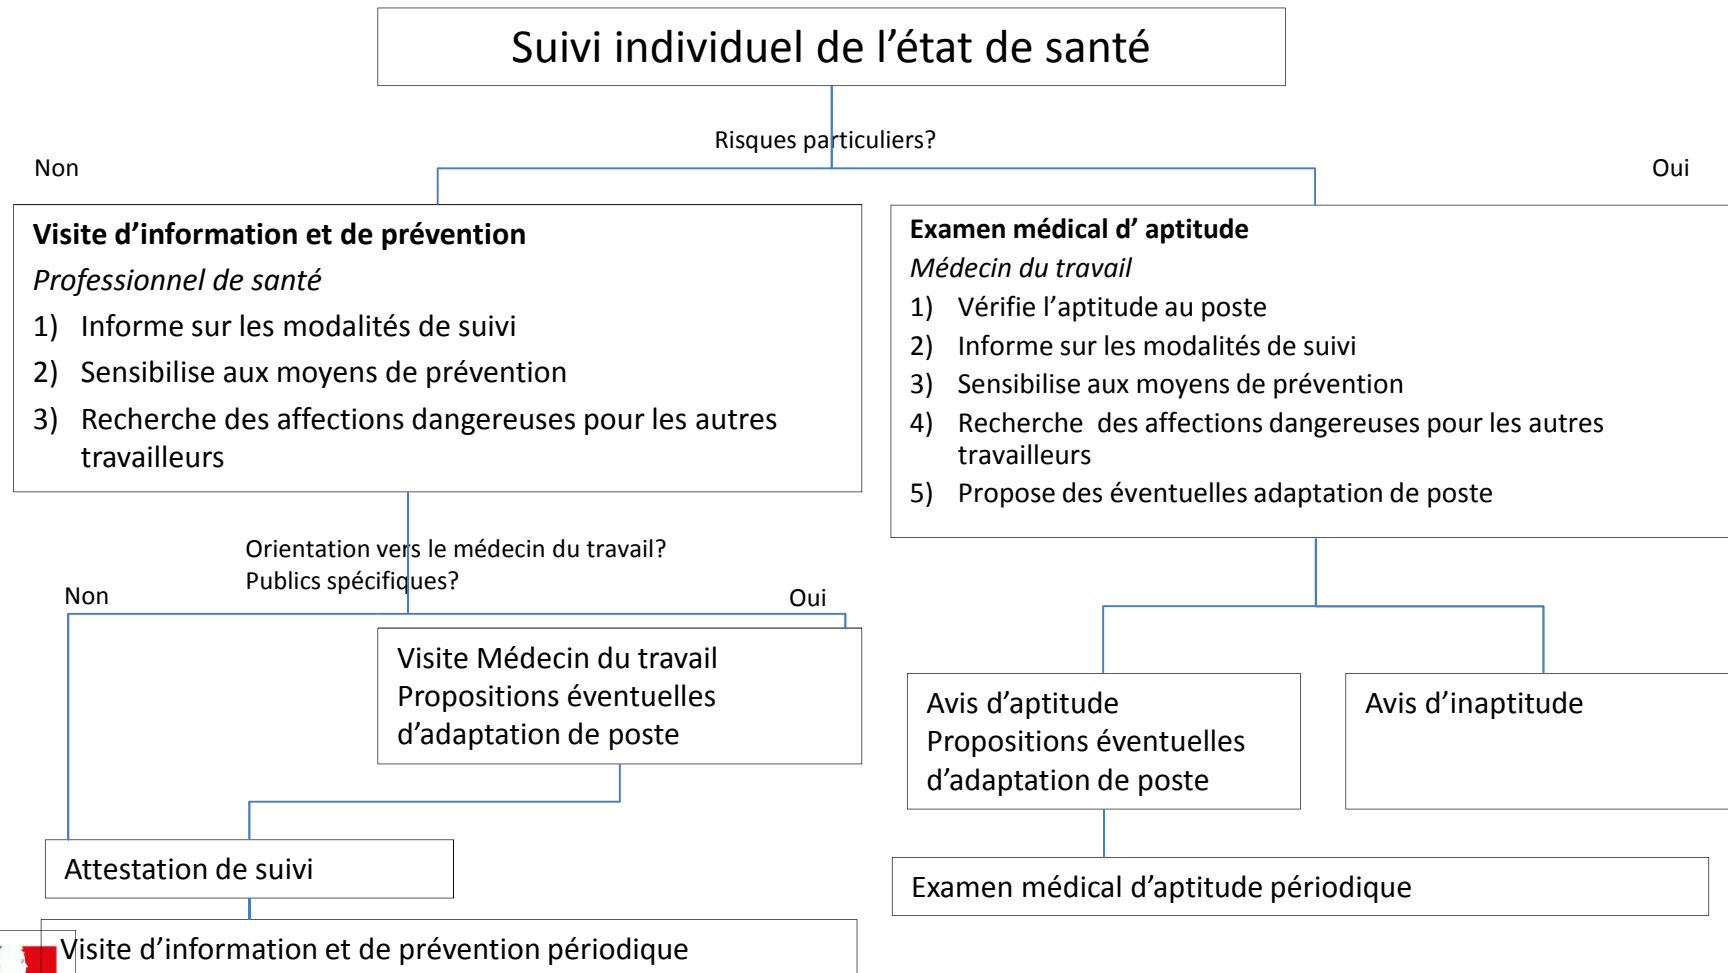 Suivi individuel de l’état de santé
Risques particuliers?
Non
Oui
Visite d’information et de prévention
Professionnel de santé
1) Informe sur les modalités de suivi
2) Sensibilise aux moyens de prévention
3) Recherche des affections dangereuses pour les autres
travailleurs
Examen médical d’ aptitude
Médecin du travail
1) Vérifie l’aptitude au poste
2) Informe sur les modalités de suivi
3) Sensibilise aux moyens de prévention
4) Recherche  des affections dangereuses pour les autres
travailleurs
5) Propose des éventuelles adaptation de poste
Orientation vers le médecin du travail?
Publics spécifiques?
Non
Oui
Visite Médecin du travail
Propositions éventuelles
d’adaptation de poste
Avis d’aptitude
Propositions éventuelles
d’adaptation de poste
Avis d’inaptitude
Attestation de suivi
Examen médical d’aptitude périodique
Visite d’information et de prévention périodique